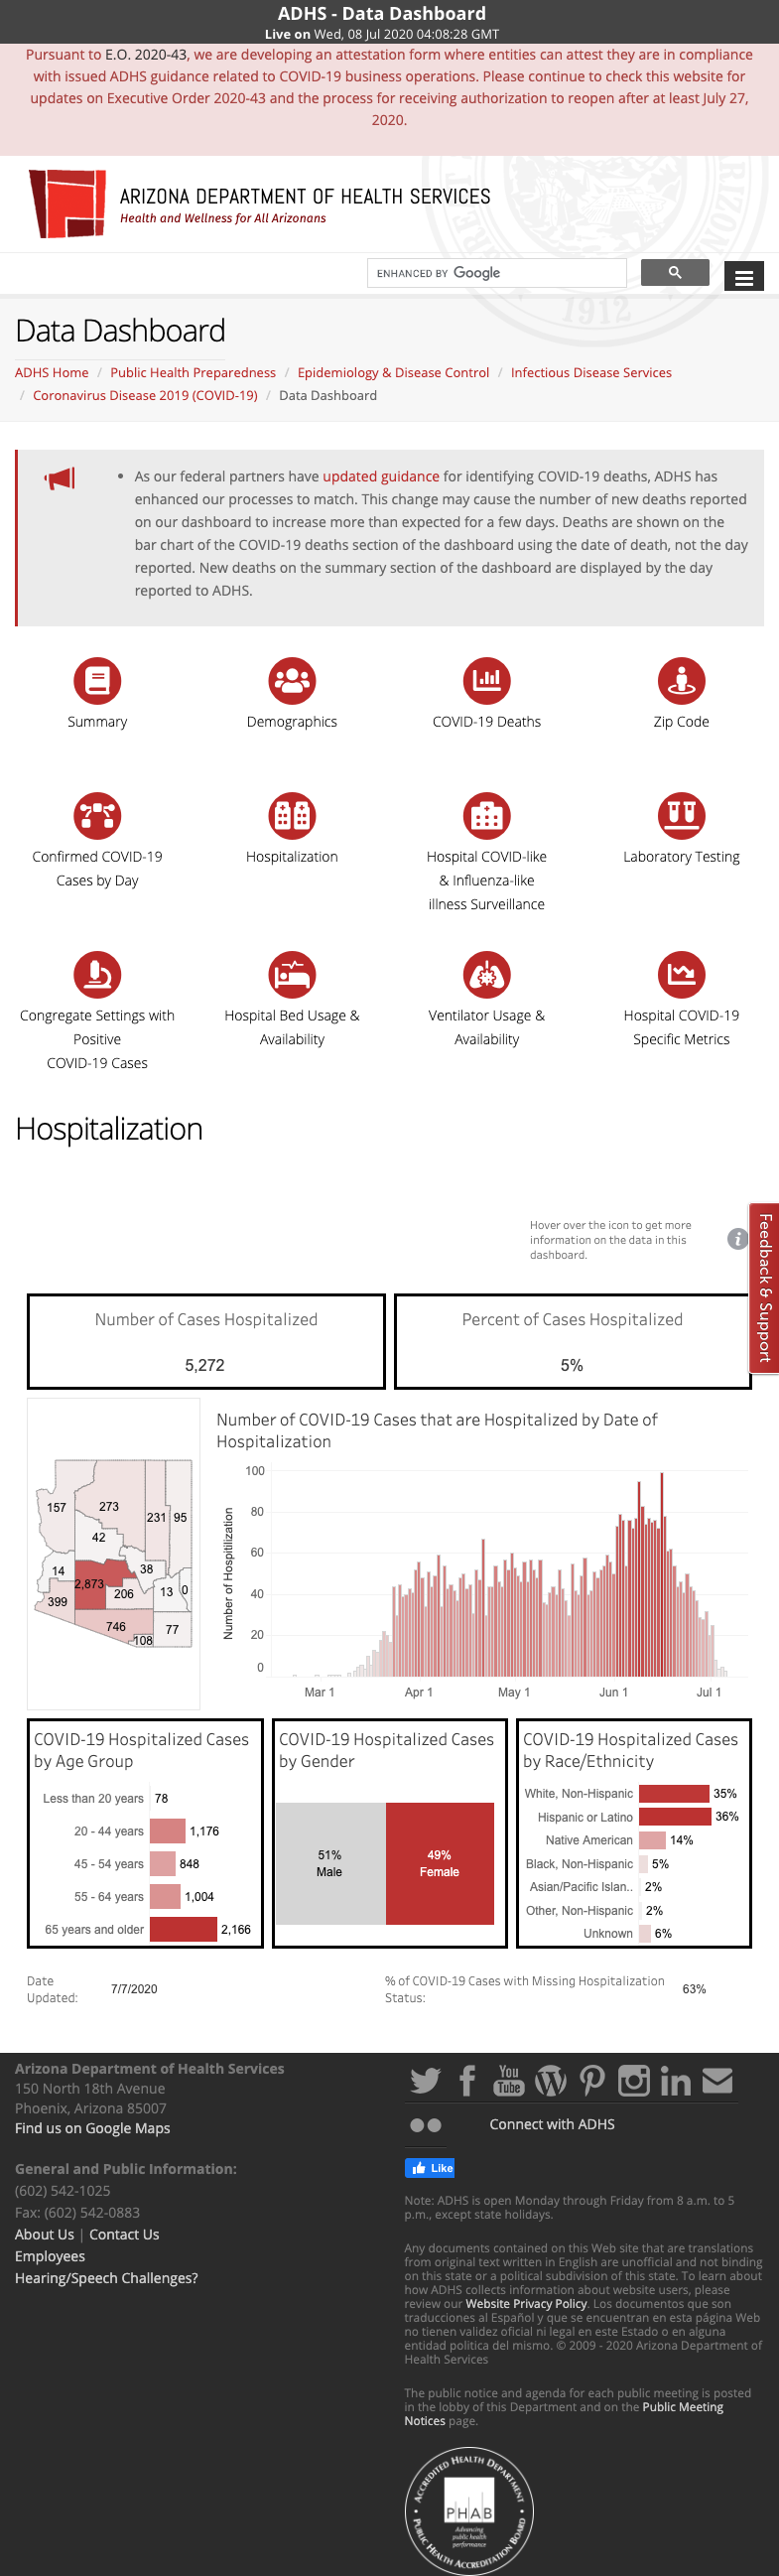 ADHS - Data Dashboard
Live on Wed, 08 Jul 2020 04:08:28 GMT
Pursuant to E.O. 2020-43, we are developing an attestation form where entities can attest they are in compliance
with issued ADHS guidance related to COVID-19 business operations. Please continue to check this website for
updates on Executive Order 2020-43 and the process for receiving authorization to reopen after at least July 27,
2020.
ARIZONA DEPARTMENT OF HEALTH SERVICES
Health and Wellness for All Arizonans
ARIZONA
1912
ENHANCED BY Google
Data Dashboard
ADHS Home / Public Health Preparedness / Epidemiology & Disease Control / Infectious Disease Services
/ Coronavirus Disease 2019 (COVID-19) / Data Dashboard
• As our federal partners have updated guidance for identifying COVID-19 deaths, ADHS has
enhanced our processes to match. This change may cause the number of new deaths reported
on our dashboard to increase more than expected for a few days. Deaths are shown on the
bar chart of the COVID-19 deaths section of the dashboard using the date of death, not the day
reported. New deaths on the summary section of the dashboard are displayed by the day
reported to ADHS.
Summary
Demographics
COVID-19 Deaths
Zip Code
Confirmed COVID-19
Cases by Day
Hospitalization
Hospital COVID-like
& Influenza-like
illness Surveillance
Laboratory Testing
Congregate Settings with
Positive
COVID-19 Cases
Hospital Bed Usage &
Availability
Ventilator Usage &
Availability
Hospital COVID-19
Specific Metrics
Hospitalization
Hover over the icon to get more
information on the data in this
dashboard.
Feedback & Support
Number of Cases Hospitalized
5,272
Percent of Cases Hospitalized
5%
157
273
231
95
42
14
2,873
38
206
13
0
399
746
108
77
Number of COVID-19 Cases that are Hospitalized by Date of
Hospitalization
Number of Hospitilization
100
80
60
40
20
0
Mar 1
Apr 1
May 1
Jun 1
Jul 1
COVID-19 Hospitalized Cases
by Age Group
Less than 20 years 78
20 - 44 years 1,176
45 - 54 years 848
55 - 64 years 1,004
65 years and older 2,166
COVID-19 Hospitalized Cases
by Gender
51%
Male
49%
Female
COVID-19 Hospitalized Cases
by Race/Ethnicity
White, Non-Hispanic 35%
Hispanic or Latino 36%
Native American 14%
Black, Non-Hispanic 5%
Asian/Pacific Islan.. 2%
Other, Non-Hispanic 2%
Unknown 6%
Date
Updated:
7/7/2020
% of COVID-19 Cases with Missing Hospitalization
Status:
63%
Arizona Department of Health Services
150 North 18th Avenue
Phoenix, Arizona 85007
Find us on Google Maps
General and Public Information:
(602) 542-1025
Fax: (602) 542-0883
About Us | Contact Us
Employees
Hearing/Speech Challenges?
You
Tube
Connect with ADHS
Like
Note: ADHS is open Monday through Friday from 8 a.m. to 5
p.m., except state holidays.
Any documents contained on this Web site that are translations
from original text written in English are unofficial and not binding
on this state or a political subdivision of this state. To learn about
how ADHS collects information about website users, please
review our Website Privacy Policy. Los documentos que son
traducciones al Español y que se encuentran en esta página Web
no tienen validez oficial ni legal en este Estado o en alguna
entidad politica del mismo. © 2009 - 2020 Arizona Department of
Health Services
The public notice and agenda for each public meeting is posted
in the lobby of this Department and on the Public Meeting
Notices page.
ACCREDITED HEALTH DEPARTMENT
PHAB
Advancing
public health
performance
PUBLIC HEALTH ACCREDITATION BOARD